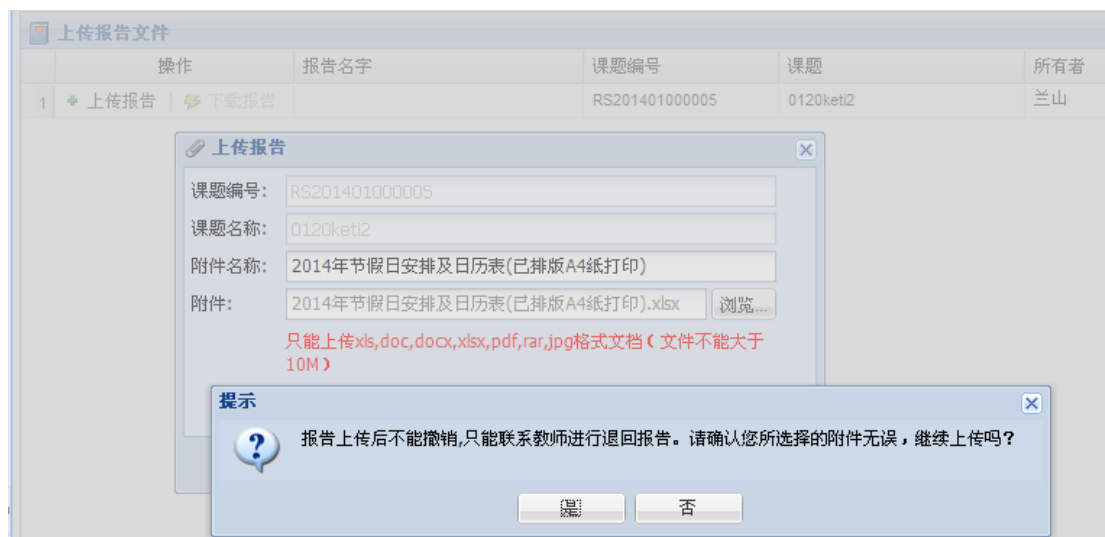 上传报告文件
操作 报告名字 课题编号 课题 所有者
1 上传报告 下载报告 RS201401000005 0120keti2 兰山
上传报告
课题编号: RS201401000005
课题名称: 0120keti2
附件名称: 2014年节假日安排及日历表(已排版A4纸打印)
附件: 2014年节假日安排及日历表(已排版A4纸打印).xlsx 浏览...
只能上传xls,doc,docx,xlsx,pdf,rar,jpg格式文档(文件不能大于
10M)
提示
报告上传后不能撤销,只能联系教师进行退回报告。请确认您所选择的附件无误，继续上传吗?
是 否